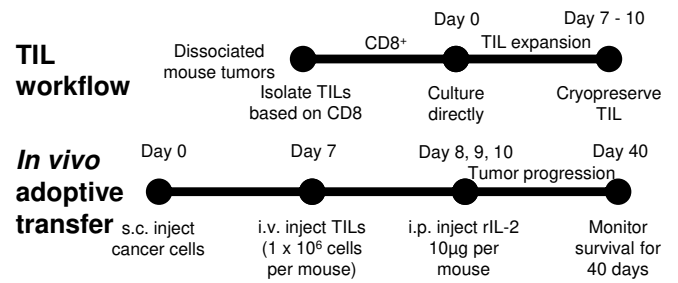 TIL
workflow
Dissociated
mouse tumors
CD8⁺
Day 0
TIL expansion
Day 7 - 10
Isolate TILs
based on CD8
Culture
directly
Cryopreserve
TIL
In vivo
adoptive
transfer
Day 0
Day 7
Day 8, 9, 10
Tumor progression
Day 40
s.c. inject
cancer cells
i.v. inject TILs
(1 x 10⁶ cells
per mouse)
i.p. inject rIL-2
10µg per
mouse
Monitor
survival for
40 days